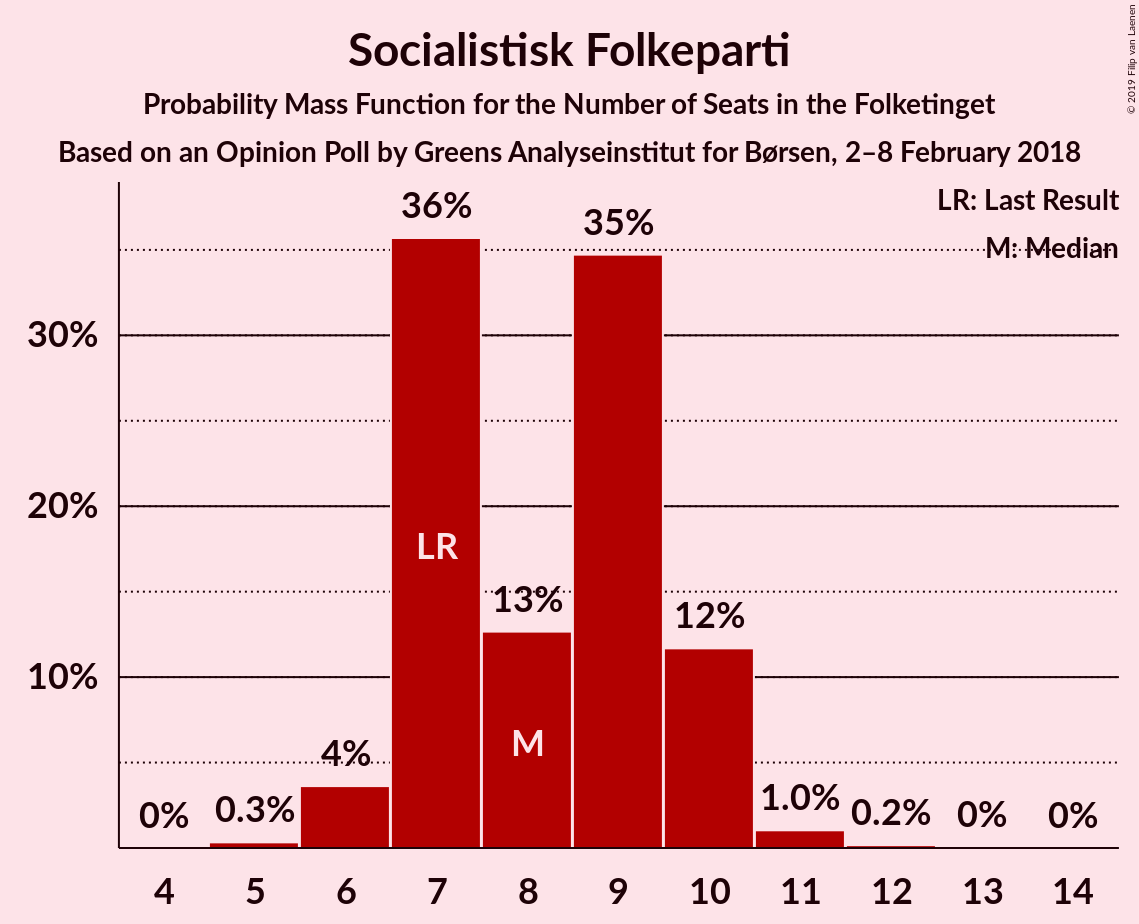 Socialistisk Folkeparti
Probability Mass Function for the Number of Seats in the Folketinget
Based on an Opinion Poll by Greens Analyseinstitut for Børsen, 2–8 February 2018
© 2019 Filip van Laenen
LR: Last Result
M: Median
36%
35%
30%
20%
LR
13%
12%
10%
M
4%
0%
0.3%
1.0%
0.2%
0%
0%
4 5 6 7 8 9 10 11 12 13 14